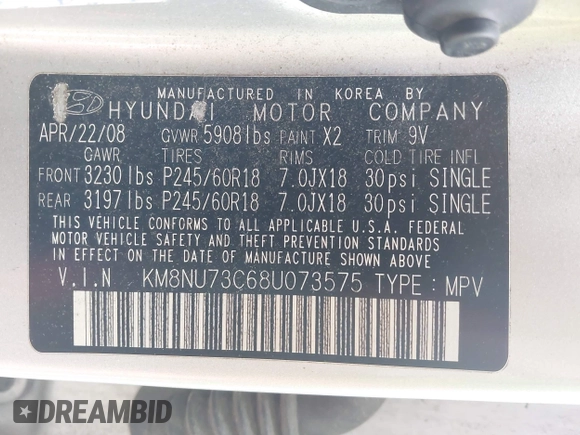 MANUFACTURED IN KOREA BY
HYUNDAI MOTOR COMPANY
APR/22/08 GVWR 5908lbs PAINT X2 TRIM 9V
GAWR TIRES RIMS COLD TIRE INFL
FRONT 3230lbs P245/60R18 7.0JX18 30psi SINGLE
REAR 3197lbs P245/60R18 7.0JX18 30psi SINGLE
THIS VEHICLE CONFORMS TO ALL APPLICABLE U.S.A. FEDERAL
MOTOR VEHICLE SAFETY AND THEFT PREVENTION STANDARDS
IN EFFECT ON THE DATE OF MANUFACTURE SHOWN ABOVE.
V.I.N KM8NU73C68U073575 TYPE : MPV
DREAMBID